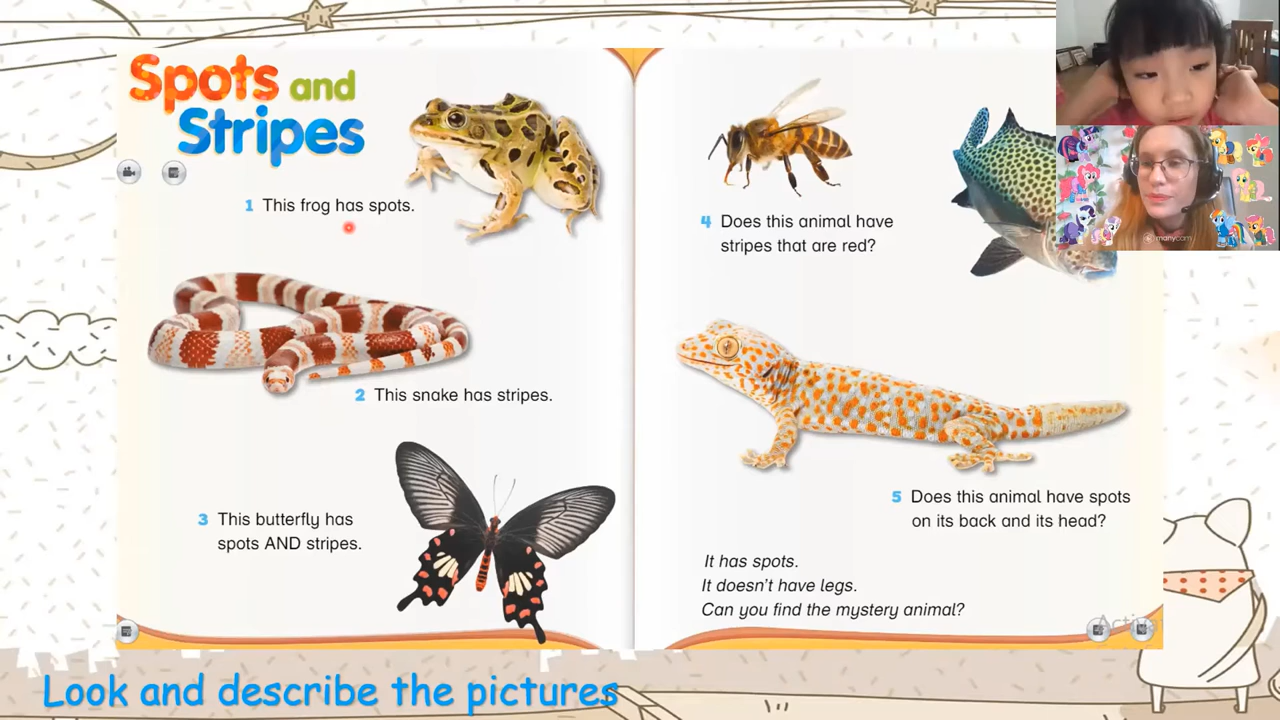 Spots and
Stripes
1 This frog has spots.
2 This snake has stripes.
3 This butterfly has
spots AND stripes.
4 Does this animal have
stripes that are red?
5 Does this animal have spots
on its back and its head?
It has spots.
It doesn't have legs.
Can you find the mystery animal?
Look and describe the pictures
manycam